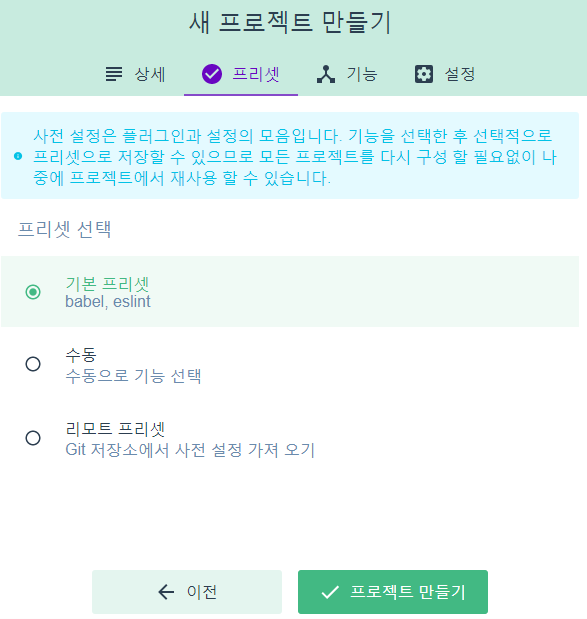 새 프로젝트 만들기
상세 프리셋 기능 설정
사전 설정은 플러그인과 설정의 모음입니다. 기능을 선택한 후 선택적으로
프리셋으로 저장할 수 있으므로 모든 프로젝트를 다시 구성 할 필요없이 나
중에 프로젝트에서 재사용 할 수 있습니다.
프리셋 선택
기본 프리셋
babel, eslint
수동
수동으로 기능 선택
리모트 프리셋
Git 저장소에서 사전 설정 가져 오기
이전 프로젝트 만들기